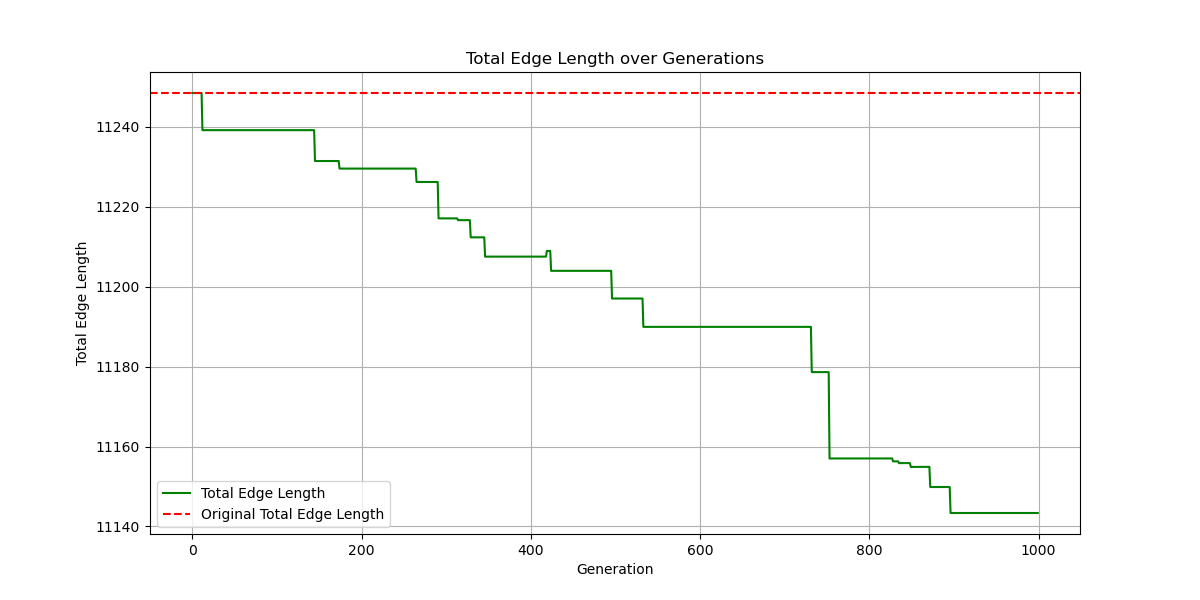 Total Edge Length over Generations
Total Edge Length
11240
11220
11200
11180
11160
11140
0 200 400 600 800 1000
Generation
Total Edge Length
Original Total Edge Length